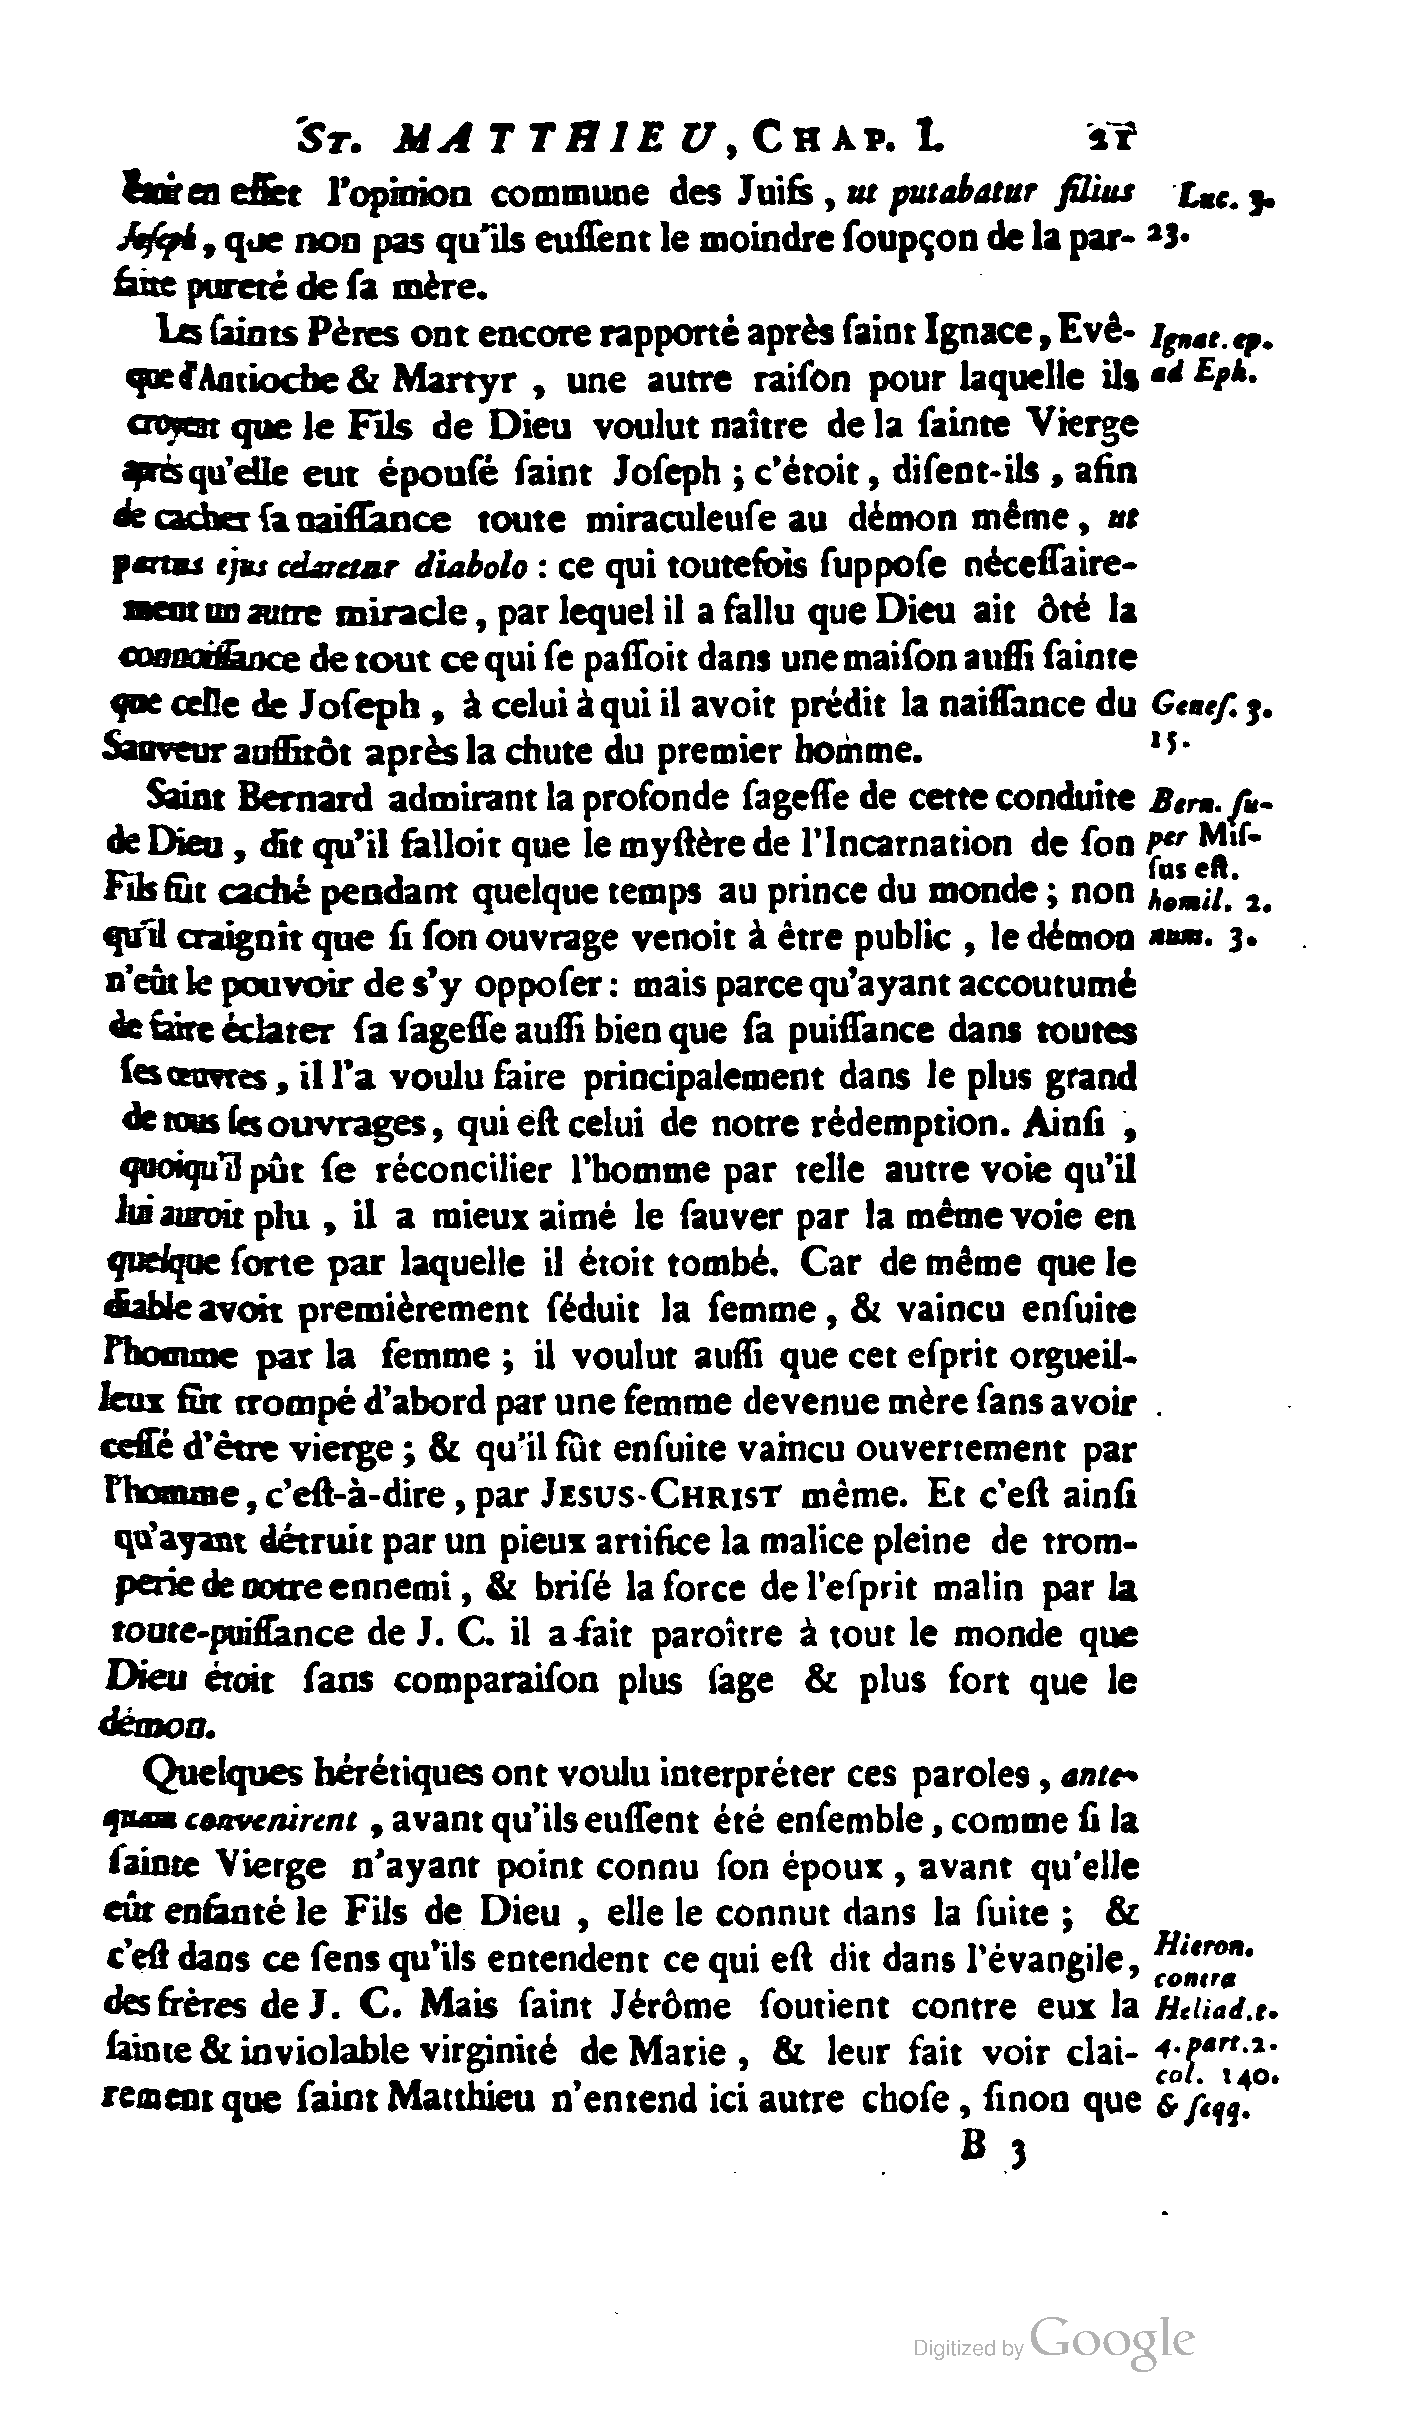 ST. MATTHIEU, CHAP. I. 21
étoit en effet l'opinion commune des Juifs, ut putabatur filius Luc. 3.
Joseph, que non pas qu'ils euſſent le moindre ſoupçon de la par- 23.
faite pureté de ſa mère.
Les ſaints Pères ont encore rapporté après ſaint Ignace, Evê- Ignat. ep.
que d'Antioche & Martyr, une autre raiſon pour laquelle ils ad Eph.
croyent que le Fils de Dieu voulut naître de la ſainte Vierge
après qu'elle eut épouſé ſaint Joſeph; c'étoit, diſent-ils, afin
de cacher ſa naiſſance toute miraculeuſe au démon même, ut
partus ejus celaretur diabolo: ce qui toutefois ſuppoſe néceſſaire-
ment un autre miracle, par lequel il a fallu que Dieu ait ôté la
connoiſſance de tout ce qui ſe paſſoit dans une maiſon auſſi ſainte
que celle de Joſeph, à celui à qui il avoit prédit la naiſſance du Geneſ. 3.
Sauveur auſſitôt après la chute du premier homme. 15.
Saint Bernard admirant la profonde ſageſſe de cette conduite Bern. ſu-
de Dieu, dit qu'il falloit que le myſtère de l'Incarnation de ſon per Miſ-
ſus eſt.
Fils fût caché pendant quelque temps au prince du monde; non homil. 2.
qu'il craignît que ſi ſon ouvrage venoit à être public, le démon num. 3.
n'eût le pouvoir de s'y oppoſer: mais parce qu'ayant accoutumé
de faire éclater ſa ſageſſe auſſi bien que ſa puiſſance dans toutes
ſes œuvres, il l'a voulu faire principalement dans le plus grand
de tous ſes ouvrages, qui eſt celui de notre rédemption. Ainſi,
quoiqu'il pût ſe réconcilier l'homme par telle autre voie qu'il
lui auroit plu, il a mieux aimé le ſauver par la même voie en
quelque ſorte par laquelle il étoit tombé. Car de même que le
diable avoit premièrement ſéduit la femme, & vaincu enſuite
l'homme par la femme; il voulut auſſi que cet eſprit orgueil-
leux fût trompé d'abord par une femme devenue mère ſans avoir
ceſſé d'être vierge; & qu'il fût enſuite vaincu ouvertement par
l'homme, c'eſt-à-dire, par JESUS-CHRIST même. Et c'eſt ainſi
qu'ayant détruit par un pieux artifice la malice pleine de trom-
perie de notre ennemi, & briſé la force de l'eſprit malin par la
toute-puiſſance de J. C. il a fait paroître à tout le monde que
Dieu étoit ſans comparaiſon plus ſage & plus fort que le
démon.
Quelques hérétiques ont voulu interpréter ces paroles, ante-
quam convenirent, avant qu'ils euſſent été enſemble, comme ſi la
ſainte Vierge n'ayant point connu ſon époux, avant qu'elle
eût enfanté le Fils de Dieu, elle le connut dans la ſuite; &
c'eſt dans ce ſens qu'ils entendent ce qui eſt dit dans l'évangile, Hieron.
contra
des frères de J. C. Mais ſaint Jérôme ſoutient contre eux la Heliad. t.
ſainte & inviolable virginité de Marie, & leur fait voir clai- 4. part. 2.
col. 140.
rement que ſaint Matthieu n'entend ici autre choſe, ſinon que & ſeqq.
B 3
Digitized by Google